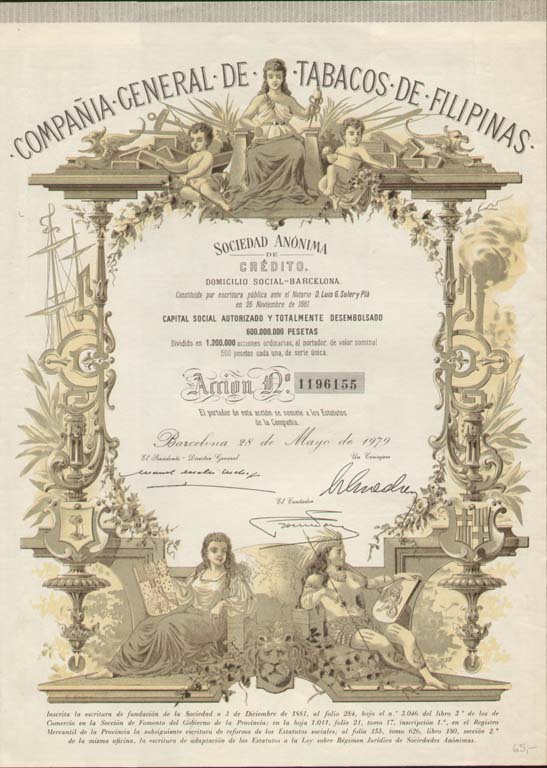 COMPAÑIA·GENERAL·DE·TABACOS·DE·FILIPINAS·
SOCIEDAD ANÓNIMA
DE
CRÉDITO.
DOMICILIO SOCIAL-BARCELONA.
Constituida por escritura pública ante el Notario D. Luis G. Soler y Plá
en 26 Noviembre de 1881
CAPITAL SOCIAL AUTORIZADO Y TOTALMENTE DESEMBOLSADO
600.000.000 PESETAS
Dividido en 1.200.000 acciones ordinarias, al portador, de valor nominal
500 pesetas cada una, de serie única.
Acción Nº. 1196155
El portador de esta acción se somete a los Estatutos
de la Compañía.
Barcelona 28 de Mayo de 1979
El Presidente - Director General Un Consejero
El Contador
Inscrita la escritura de fundación de la Sociedad a 3 de Diciembre de 1881, al folio 284, bajo el n.º 3.046 del libro 3º de los de
Comercio en la Sección de Fomento del Gobierno de la Provincia; en la hoja 1.011, folio 21, tomo 17, inscripción 1.ª, en el Registro
Mercantil de la Provincia la subsiguiente escritura de reforma de los Estatutos sociales; al folio 155, tomo 626, libro 150, sección 2.ª
de la misma oficina, la escritura de adaptación de los Estatutos a la Ley sobre Régimen Jurídico de Sociedades Anónimas.
65,-